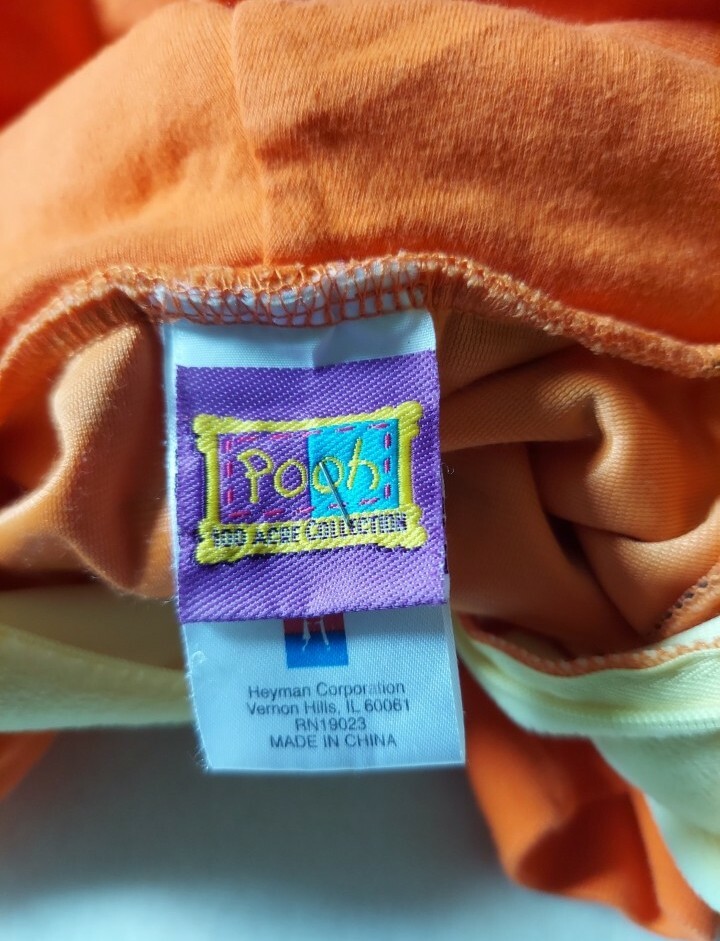 Pooh
100 ACRE COLLECTION
Heyman Corporation
Vernon Hills, IL 60061
RN19023
MADE IN CHINA